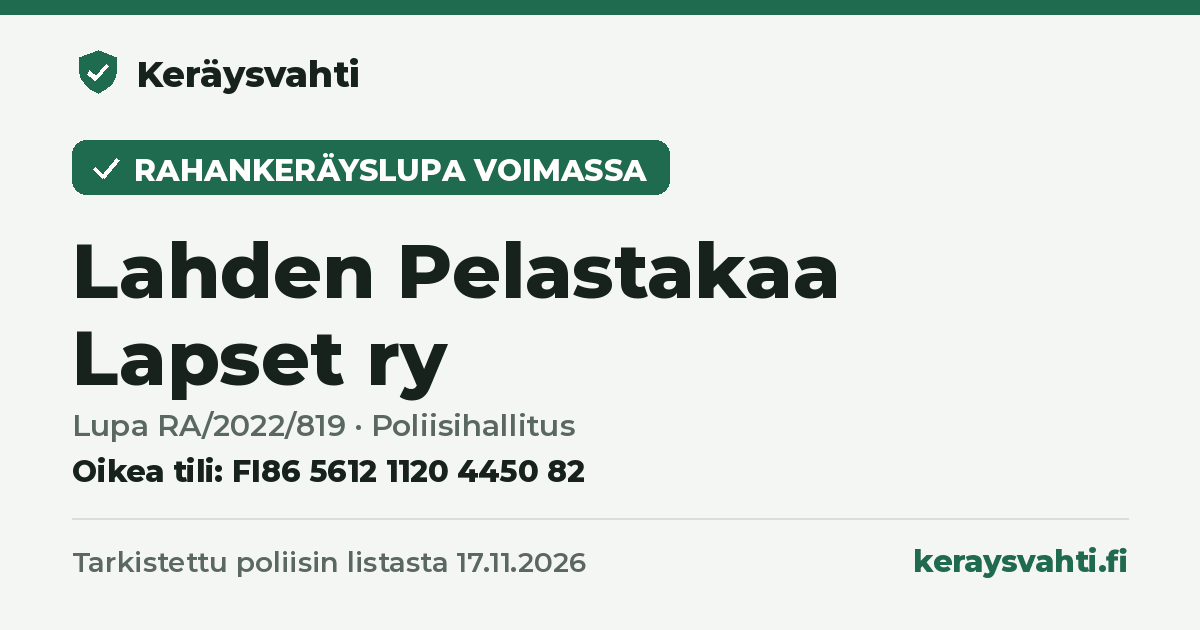 Keräysvahti
RAHANKERÄYSLUPA VOIMASSA
Lahden Pelastakaa
Lapset ry
Lupa RA/2022/819 · Poliisihallitus
Oikea tili: FI86 5612 1120 4450 82
Tarkistettu poliisin listasta 17.11.2026
keraysvahti.fi